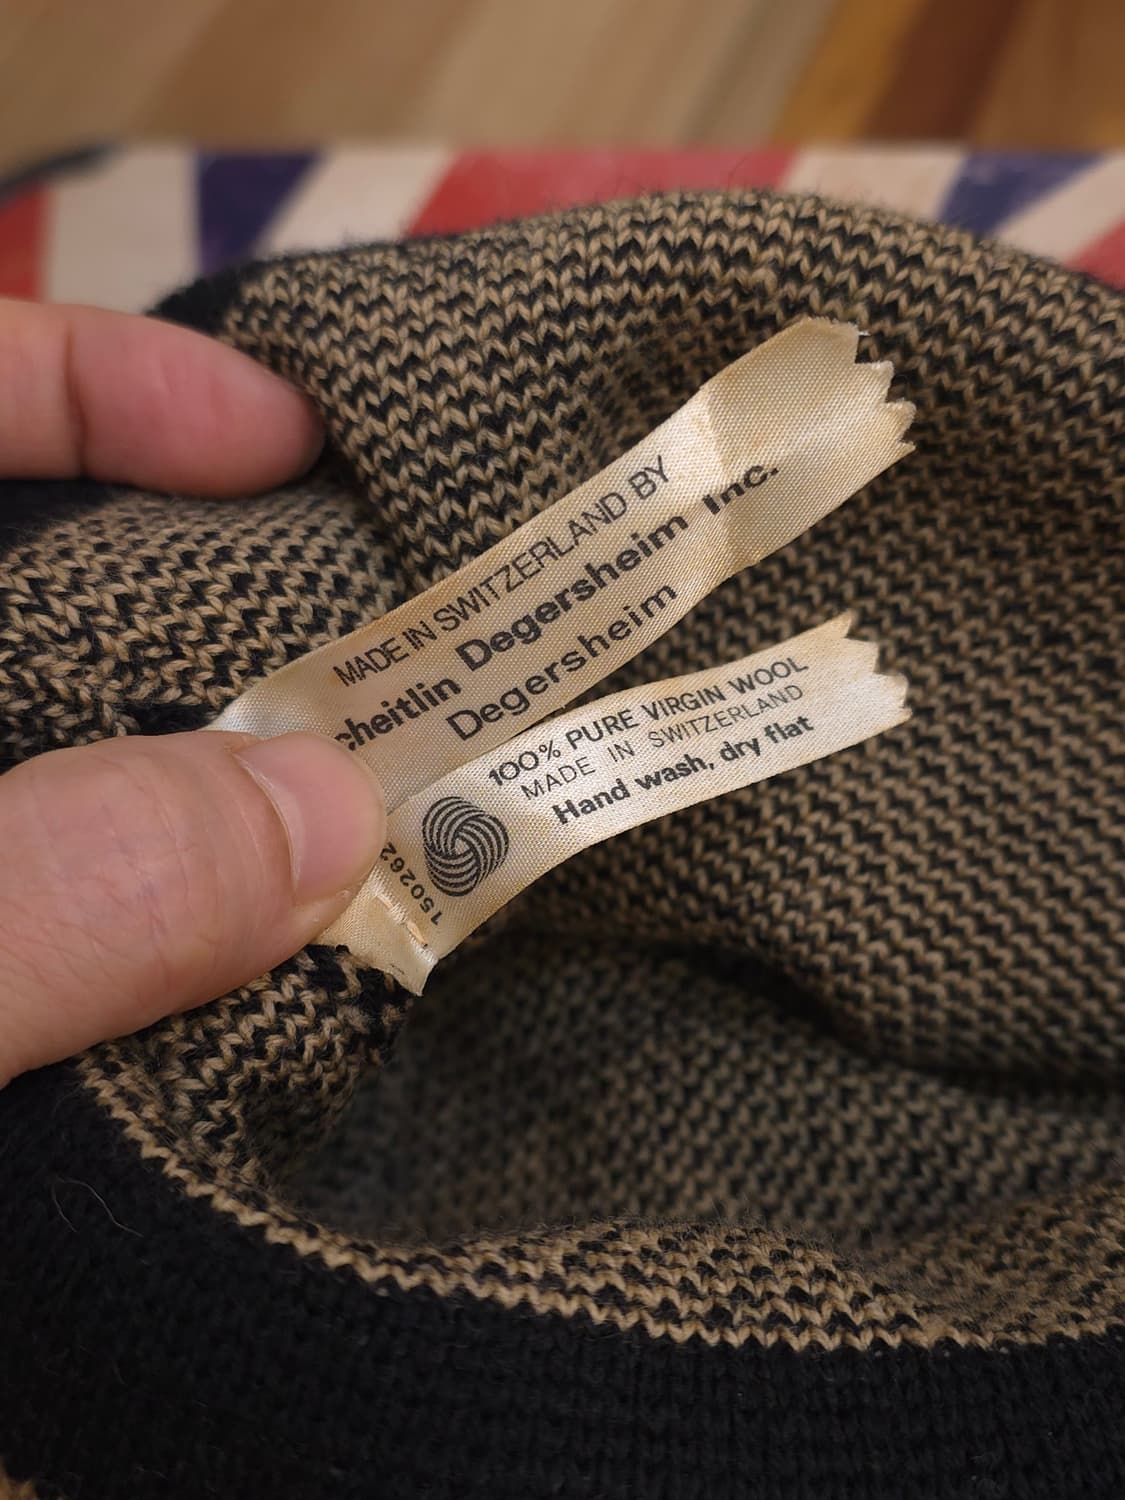 MADE IN SWITZERLAND BY
cheitlin Degersheim Inc.
Degersheim
100% PURE VIRGIN WOOL
MADE IN SWITZERLAND
Hand wash, dry flat
150262